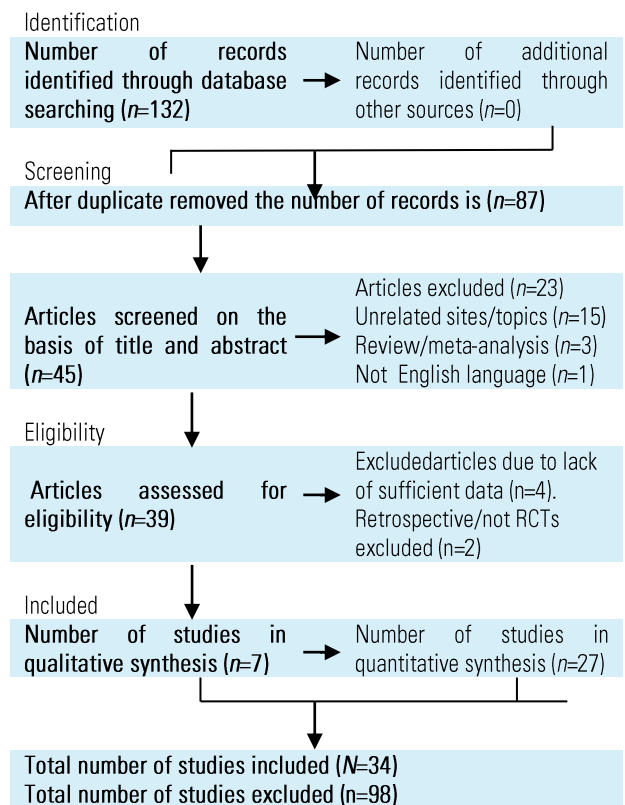 Identification
Number of records
identified through database
searching (n=132)
Number of additional
records identified through
other sources (n=0)
Screening
After duplicate removed the number of records is (n=87)
Articles screened on the
basis of title and abstract
(n=45)
Articles excluded (n=23)
Unrelated sites/topics (n=15)
Review/meta-analysis (n=3)
Not English language (n=1)
Eligibility
Articles assessed for
eligibility (n=39)
Excludedarticles due to lack
of sufficient data (n=4).
Retrospective/not RCTs
excluded (n=2)
Included
Number of studies in
qualitative synthesis (n=7)
Number of studies in
quantitative synthesis (n=27)
Total number of studies included (N=34)
Total number of studies excluded (n=98)